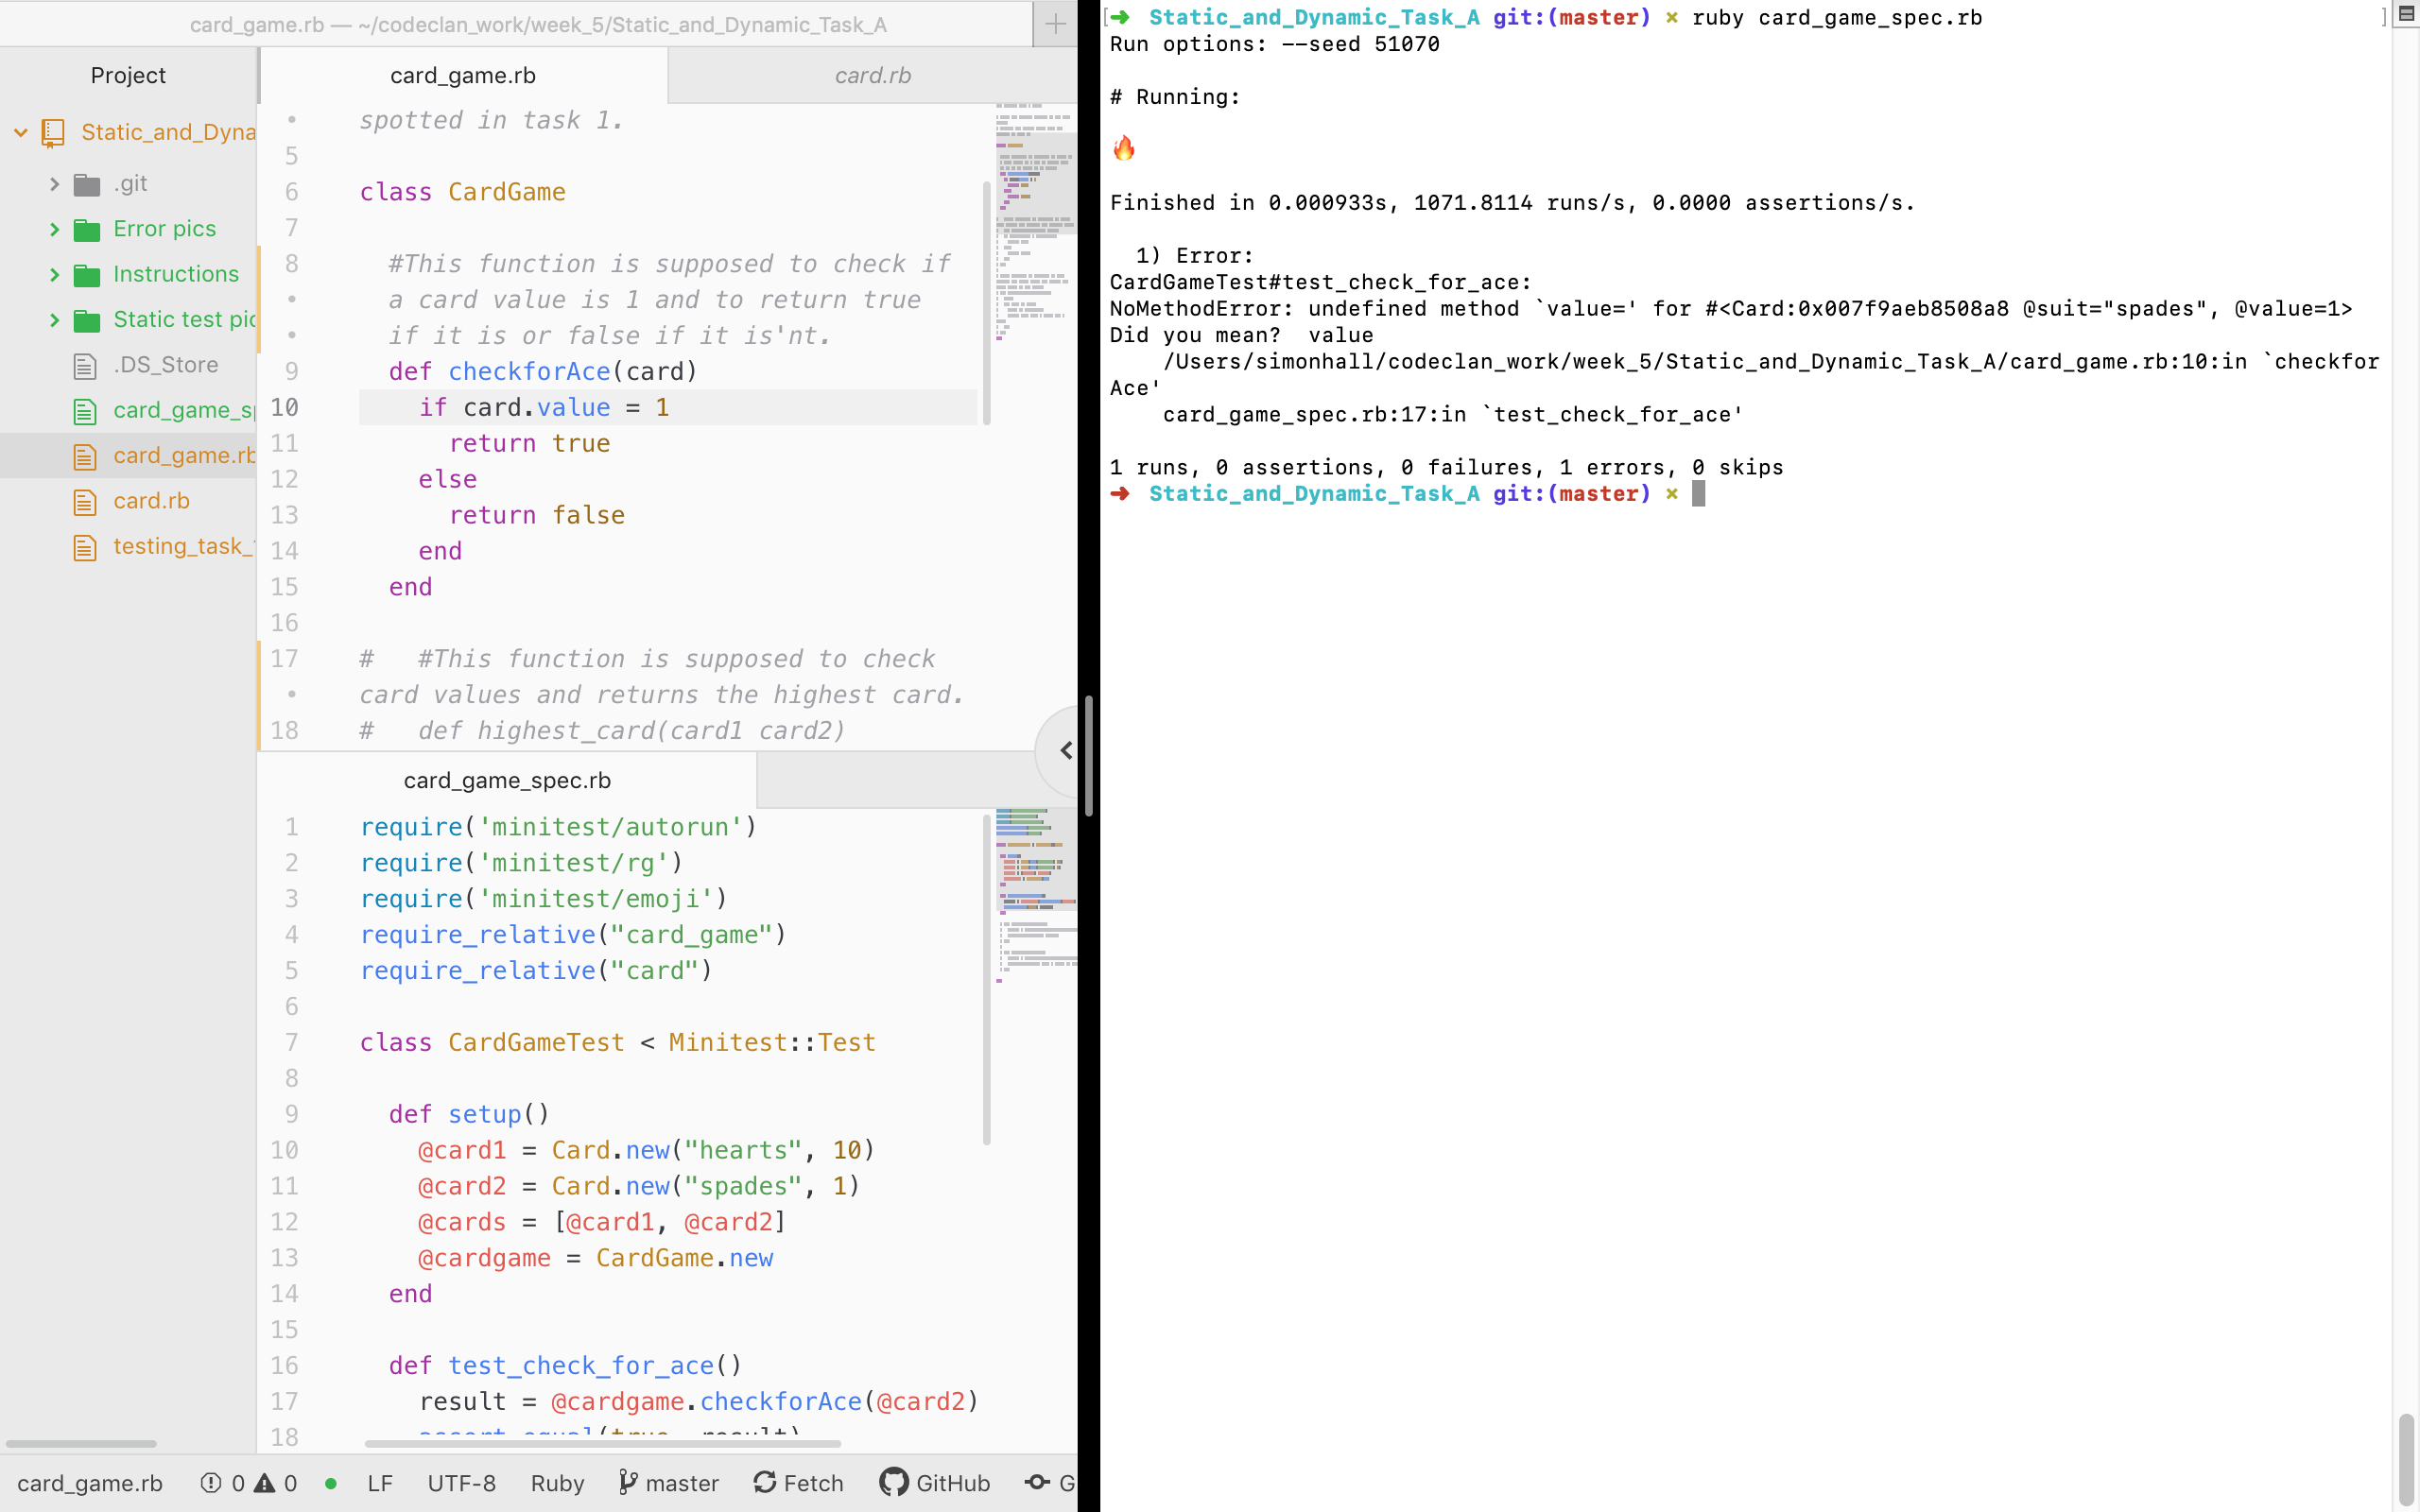 card_game.rb — ~/codeclan_work/week_5/Static_and_Dynamic_Task_A
Project
Static_and_Dyna
.git
Error pics
Instructions
Static test pic
.DS_Store
card_game_s
card_game.rb
card.rb
testing_task_
card_game.rb
card.rb
• spotted in task 1.
5
6 class CardGame
7
8 #This function is supposed to check if
• a card value is 1 and to return true
• if it is or false if it is'nt.
9 def checkforAce(card)
10 if card.value = 1
11 return true
12 else
13 return false
14 end
15 end
16
17 # #This function is supposed to check
• card values and returns the highest card.
18 # def highest_card(card1 card2)
card_game_spec.rb
1 require('minitest/autorun')
2 require('minitest/rg')
3 require('minitest/emoji')
4 require_relative("card_game")
5 require_relative("card")
6
7 class CardGameTest < Minitest::Test
8
9 def setup()
10 @card1 = Card.new("hearts", 10)
11 @card2 = Card.new("spades", 1)
12 @cards = [@card1, @card2]
13 @cardgame = CardGame.new
14 end
15
16 def test_check_for_ace()
17 result = @cardgame.checkforAce(@card2)
18 assert_equal(true, result)
card_game.rb 0 0 LF UTF-8 Ruby master Fetch GitHub G
[➜ Static_and_Dynamic_Task_A git:(master) × ruby card_game_spec.rb ]
Run options: --seed 51070
# Running:
🔥
Finished in 0.000933s, 1071.8114 runs/s, 0.0000 assertions/s.
1) Error:
CardGameTest#test_check_for_ace:
NoMethodError: undefined method `value=' for #<Card:0x007f9aeb8508a8 @suit="spades", @value=1>
Did you mean? value
/Users/simonhall/codeclan_work/week_5/Static_and_Dynamic_Task_A/card_game.rb:10:in `checkfor
Ace'
card_game_spec.rb:17:in `test_check_for_ace'
1 runs, 0 assertions, 0 failures, 1 errors, 0 skips
➜ Static_and_Dynamic_Task_A git:(master) ×